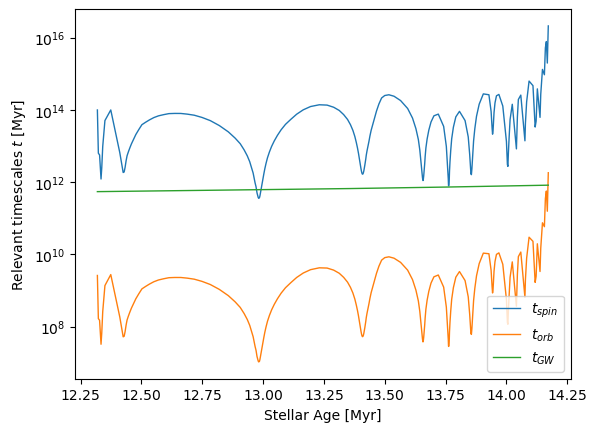 Relevant timescales t [Myr]
10^16
10^14
10^12
10^10
10^8
t_spin
t_orb
t_GW
12.25 12.50 12.75 13.00 13.25 13.50 13.75 14.00 14.25
Stellar Age [Myr]